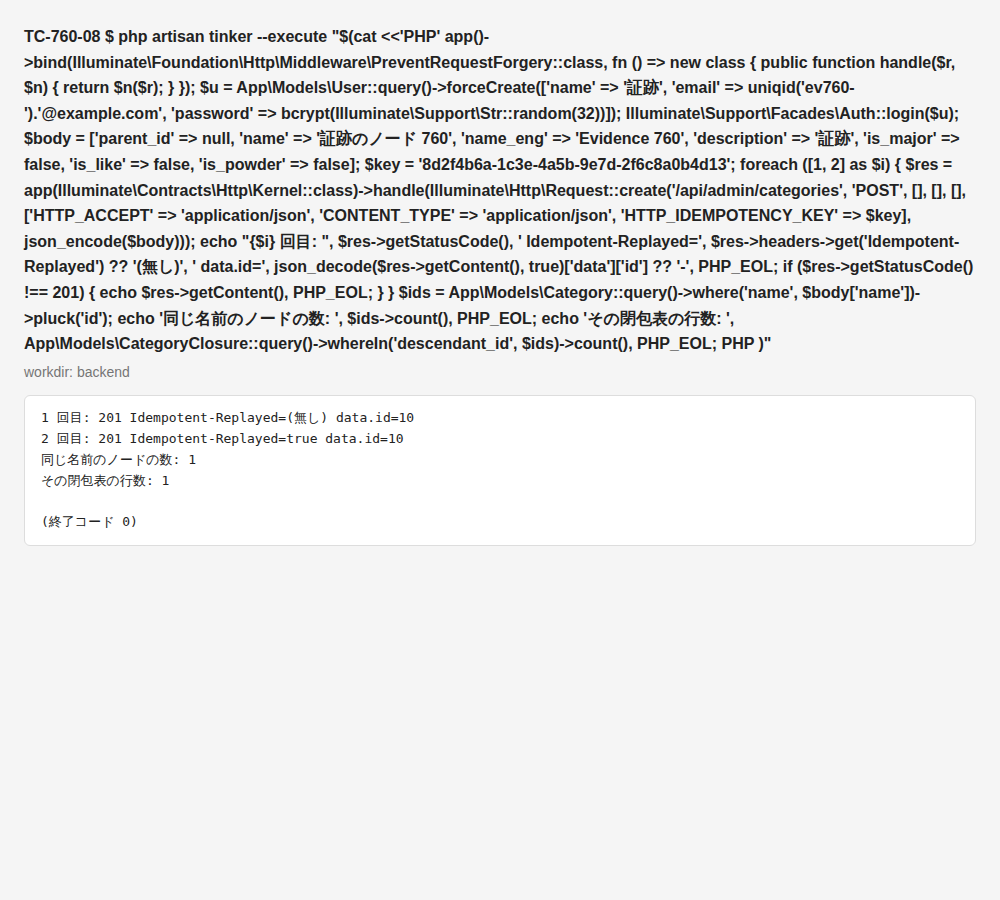 TC-760-08 $ php artisan tinker --execute "$(cat <<'PHP' app()-
>bind(Illuminate\Foundation\Http\Middleware\PreventRequestForgery::class, fn () => new class { public function handle($r,
$n) { return $n($r); } }); $u = App\Models\User::query()->forceCreate(['name' => '証跡', 'email' => uniqid('ev760-
').'@example.com', 'password' => bcrypt(Illuminate\Support\Str::random(32))]); Illuminate\Support\Facades\Auth::login($u);
$body = ['parent_id' => null, 'name' => '証跡のノード 760', 'name_eng' => 'Evidence 760', 'description' => '証跡', 'is_major' =>
false, 'is_like' => false, 'is_powder' => false]; $key = '8d2f4b6a-1c3e-4a5b-9e7d-2f6c8a0b4d13'; foreach ([1, 2] as $i) { $res =
app(Illuminate\Contracts\Http\Kernel::class)->handle(Illuminate\Http\Request::create('/api/admin/categories', 'POST', [], [], [],
['HTTP_ACCEPT' => 'application/json', 'CONTENT_TYPE' => 'application/json', 'HTTP_IDEMPOTENCY_KEY' => $key],
json_encode($body))); echo "{$i} 回目: ", $res->getStatusCode(), ' Idempotent-Replayed=', $res->headers->get('Idempotent-
Replayed') ?? '(無し)', ' data.id=', json_decode($res->getContent(), true)['data']['id'] ?? '-', PHP_EOL; if ($res->getStatusCode()
!== 201) { echo $res->getContent(), PHP_EOL; } } $ids = App\Models\Category::query()->where('name', $body['name'])-
>pluck('id'); echo '同じ名前のノードの数: ', $ids->count(), PHP_EOL; echo 'その閉包表の行数: ',
App\Models\CategoryClosure::query()->whereIn('descendant_id', $ids)->count(), PHP_EOL; PHP )"
workdir: backend
1 回目: 201 Idempotent-Replayed=(無し) data.id=10
2 回目: 201 Idempotent-Replayed=true data.id=10
同じ名前のノードの数: 1
その閉包表の行数: 1
(終了コード 0)